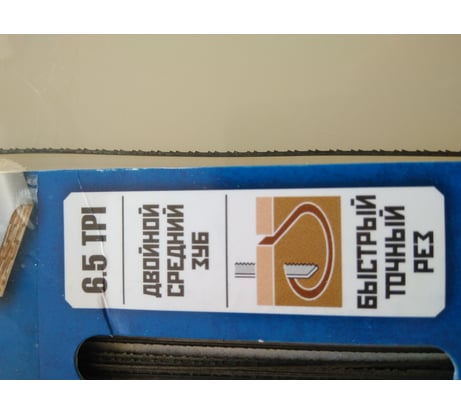 6.5 TPI
ДВОЙНОЙ
СРЕДНИЙ
ЗУБ
БЫСТРЫЙ
ТОЧНЫЙ
РЕЗ